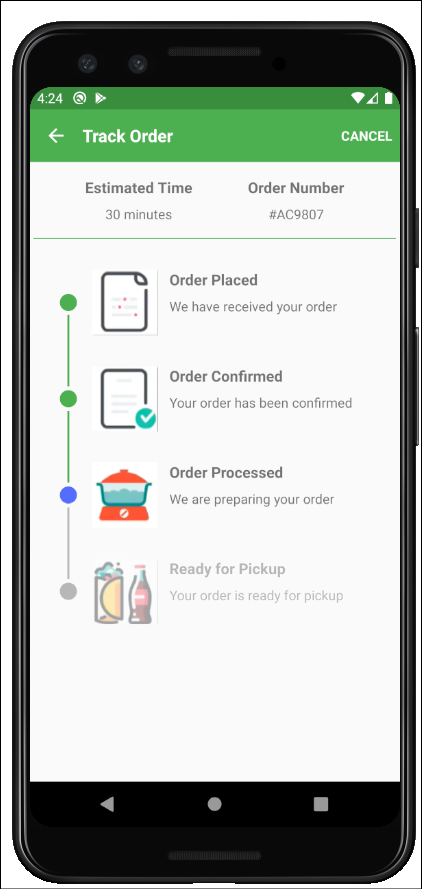 4:24
Track Order
CANCEL
Estimated Time
Order Number
30 minutes
#AC9807
Order Placed
We have received your order
Order Confirmed
Your order has been confirmed
Order Processed
We are preparing your order
Ready for Pickup
Your order is ready for pickup